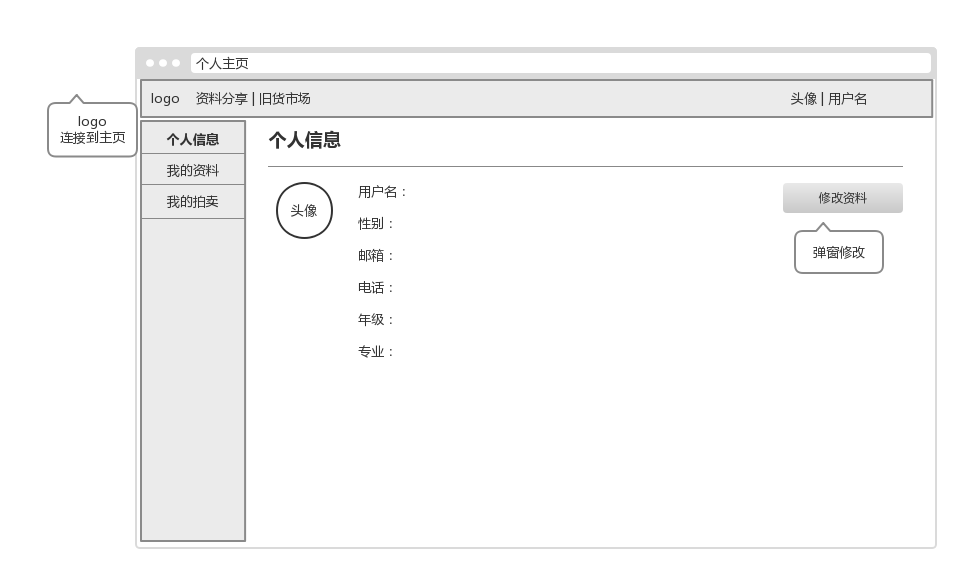 个人主页
logo 资料分享 | 旧货市场 头像 | 用户名
logo
连接到主页
个人信息
我的资料
我的拍卖
个人信息
头像
用户名：
性别：
邮箱：
电话：
年级：
专业：
修改资料
弹窗修改